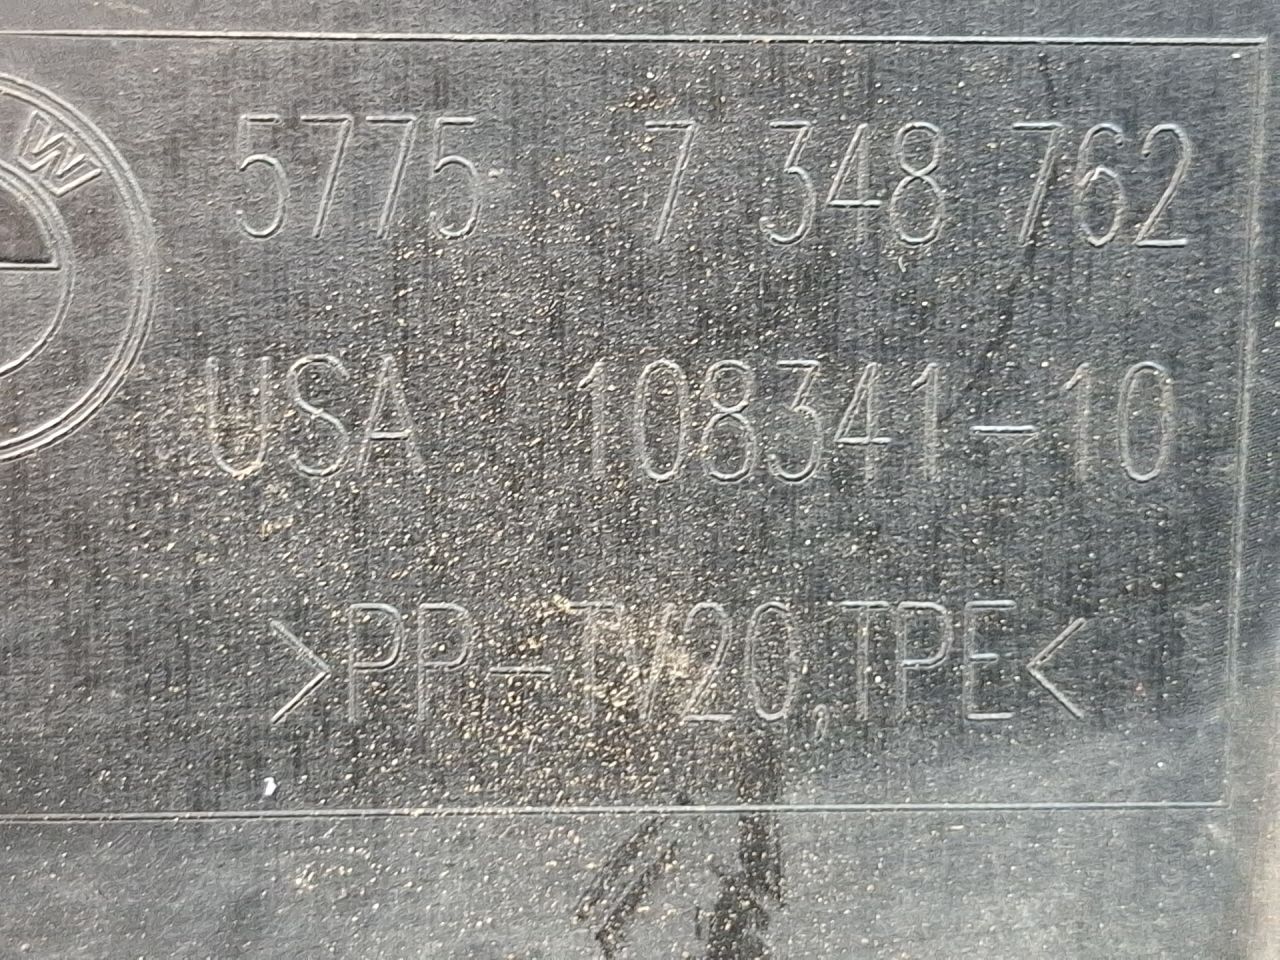 W
5775 7 348 762
USA 108341-10
>PP-TV20,TPE<